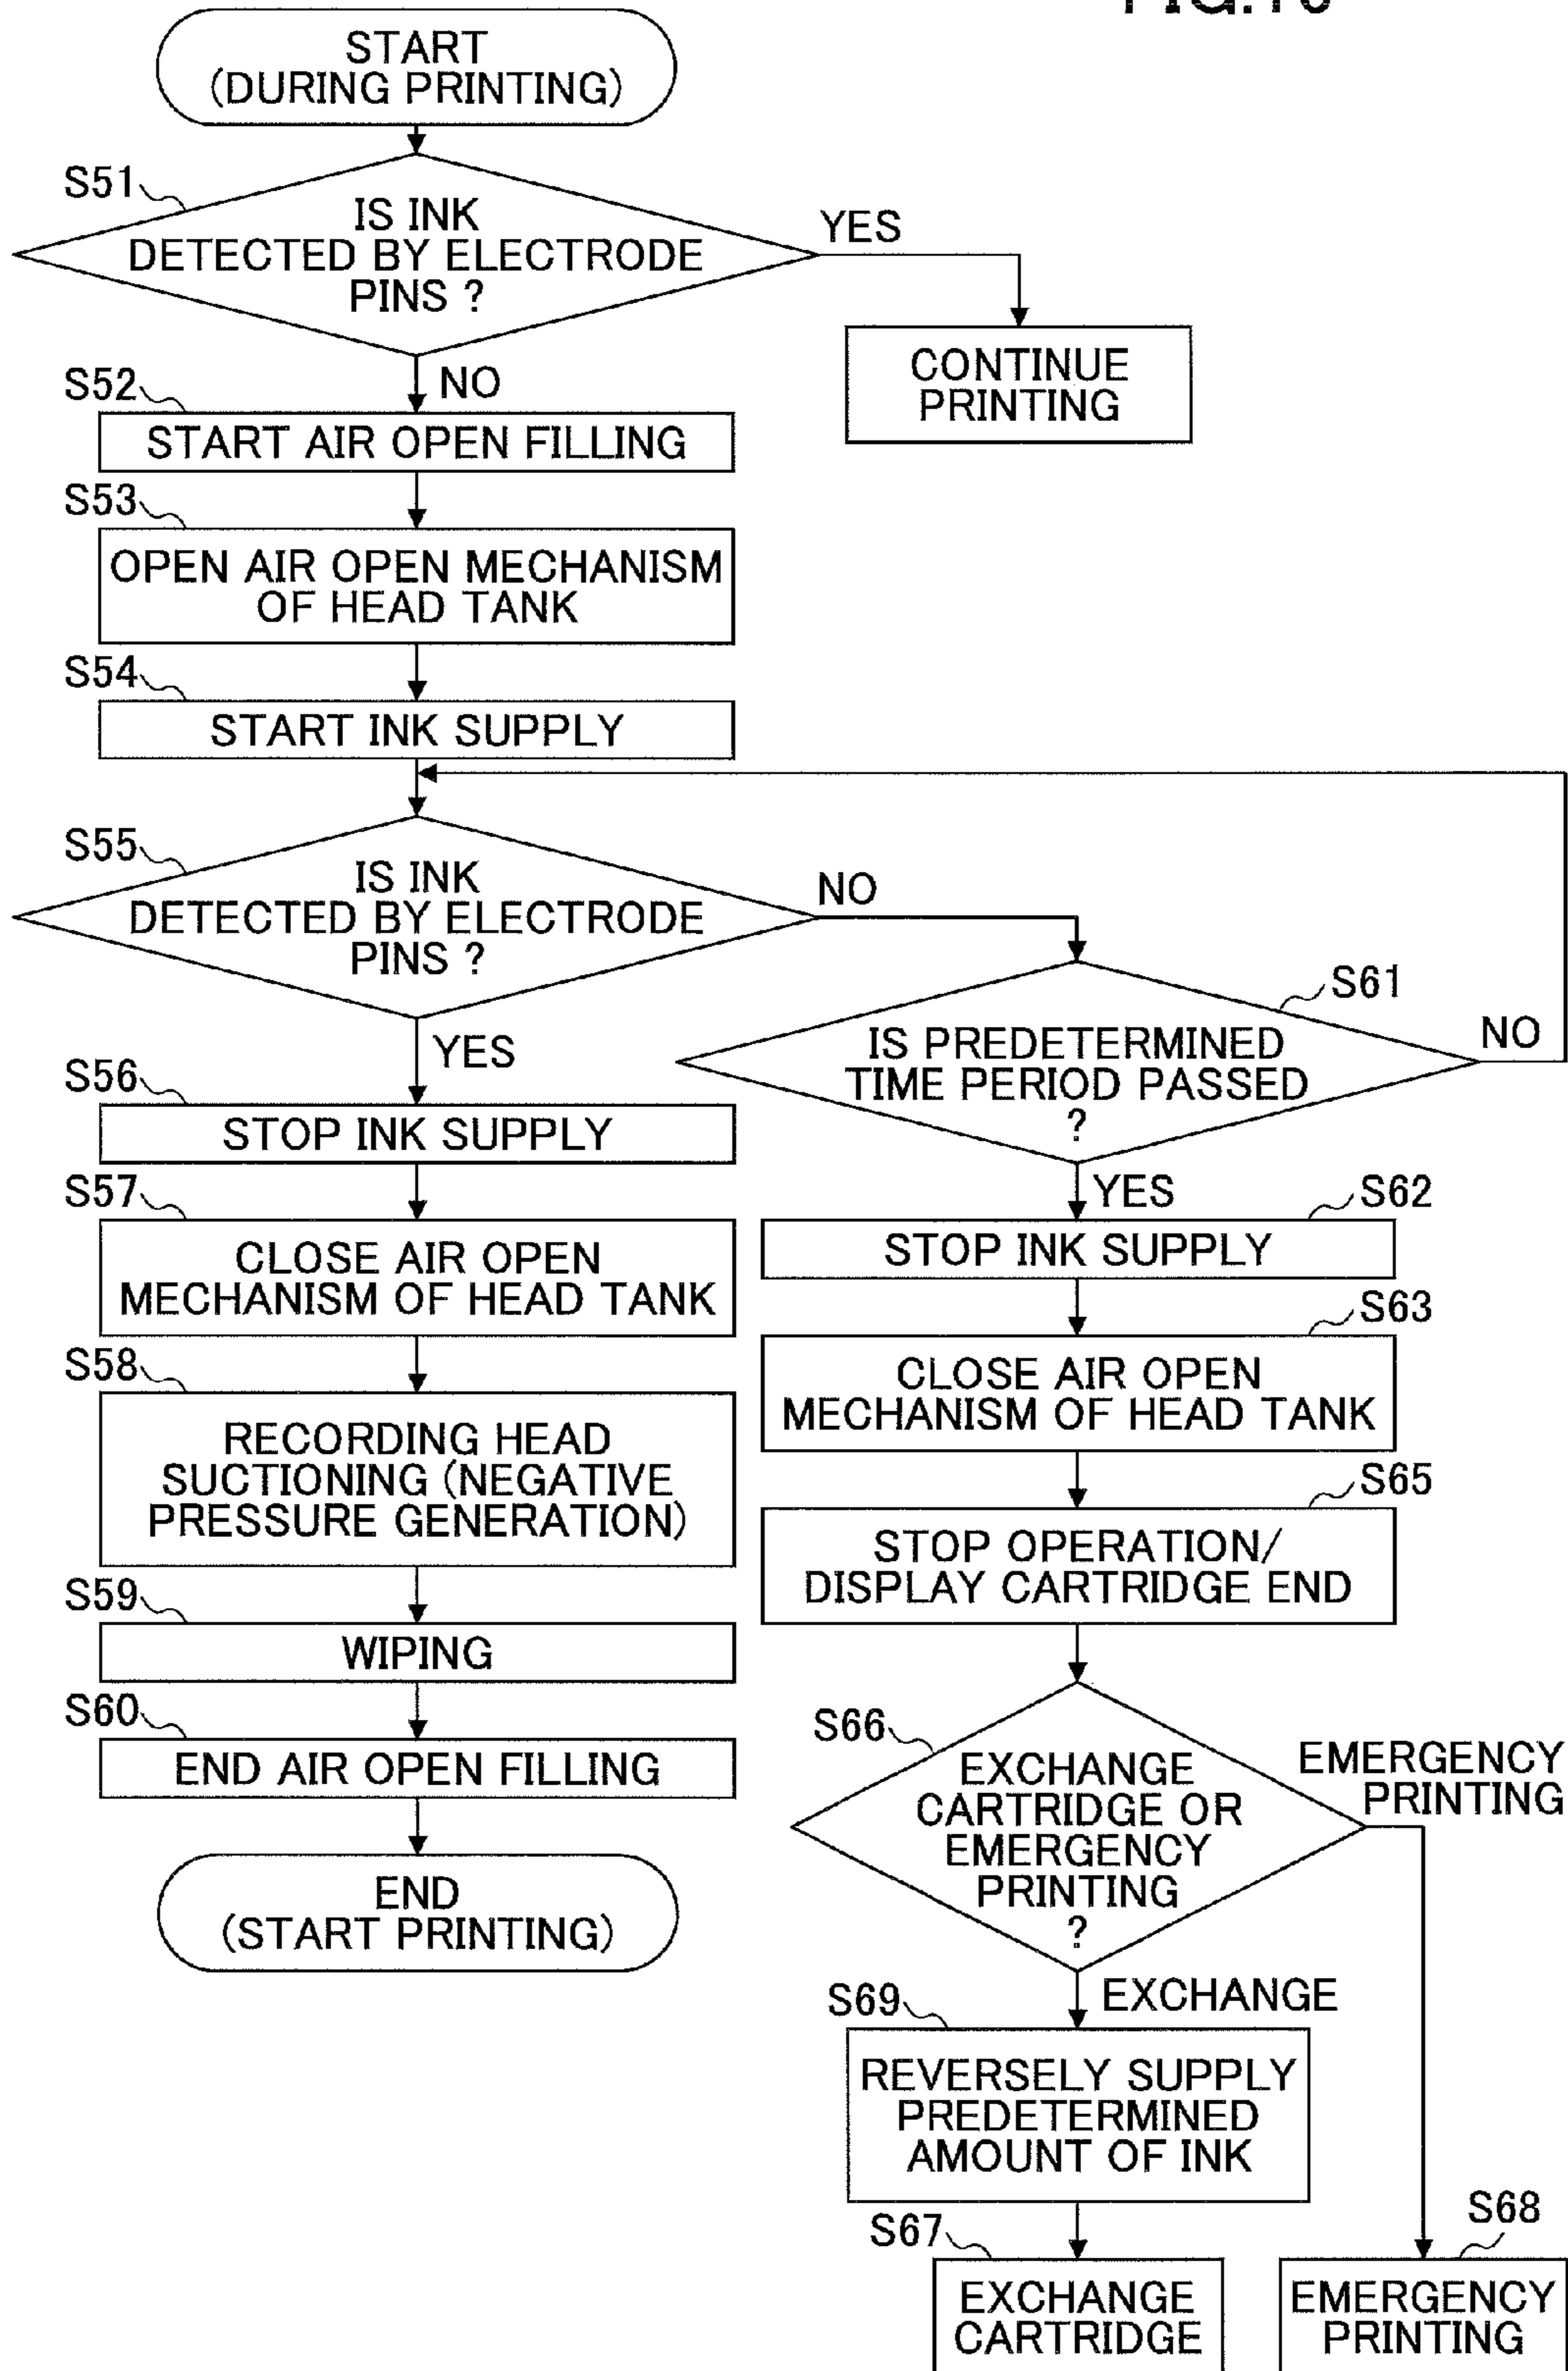 START
(DURING PRINTING)
S51
IS INK
DETECTED BY ELECTRODE
PINS ?
YES
CONTINUE
PRINTING
NO
S52
START AIR OPEN FILLING
S53
OPEN AIR OPEN MECHANISM
OF HEAD TANK
S54
START INK SUPPLY
S55
IS INK
DETECTED BY ELECTRODE
PINS ?
NO
S61
IS PREDETERMINED
TIME PERIOD PASSED
?
NO
YES
S56
STOP INK SUPPLY
S57
CLOSE AIR OPEN
MECHANISM OF HEAD TANK
S58
RECORDING HEAD
SUCTIONING (NEGATIVE
PRESSURE GENERATION)
S59
WIPING
S60
END AIR OPEN FILLING
END
(START PRINTING)
YES
S62
STOP INK SUPPLY
S63
CLOSE AIR OPEN
MECHANISM OF HEAD TANK
S65
STOP OPERATION/
DISPLAY CARTRIDGE END
S66
EXCHANGE
CARTRIDGE OR
EMERGENCY
PRINTING
?
EMERGENCY
PRINTING
EXCHANGE
S69
REVERSELY SUPPLY
PREDETERMINED
AMOUNT OF INK
S67
EXCHANGE
CARTRIDGE
S68
EMERGENCY
PRINTING